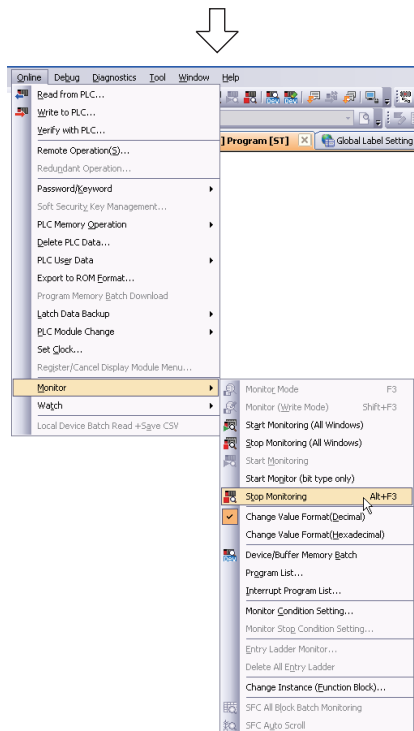 Online Debug Diagnostics Tool Window Help
Read from PLC...
Write to PLC...
Verify with PLC...
Remote Operation(S)...
Redundant Operation...
Password/Keyword
Soft Security Key Management...
PLC Memory Operation
Delete PLC Data...
PLC User Data
Export to ROM Format...
Program Memory Batch Download
Latch Data Backup
PLC Module Change
Set Clock...
Register/Cancel Display Module Menu...
Monitor
Watch
Local Device Batch Read +Save CSV
] Program [ST] Global Label Setting
Monitor Mode F3
Monitor (Write Mode) Shift+F3
Start Monitoring (All Windows)
Stop Monitoring (All Windows)
Start Monitoring
Start Monitor (bit type only)
Stop Monitoring Alt+F3
Change Value Format(Decimal)
Change Value Format(Hexadecimal)
Device/Buffer Memory Batch
Program List...
Interrupt Program List...
Monitor Condition Setting...
Monitor Stop Condition Setting...
Entry Ladder Monitor...
Delete All Entry Ladder
Change Instance (Function Block)...
SFC All Block Batch Monitoring
SFC Auto Scroll